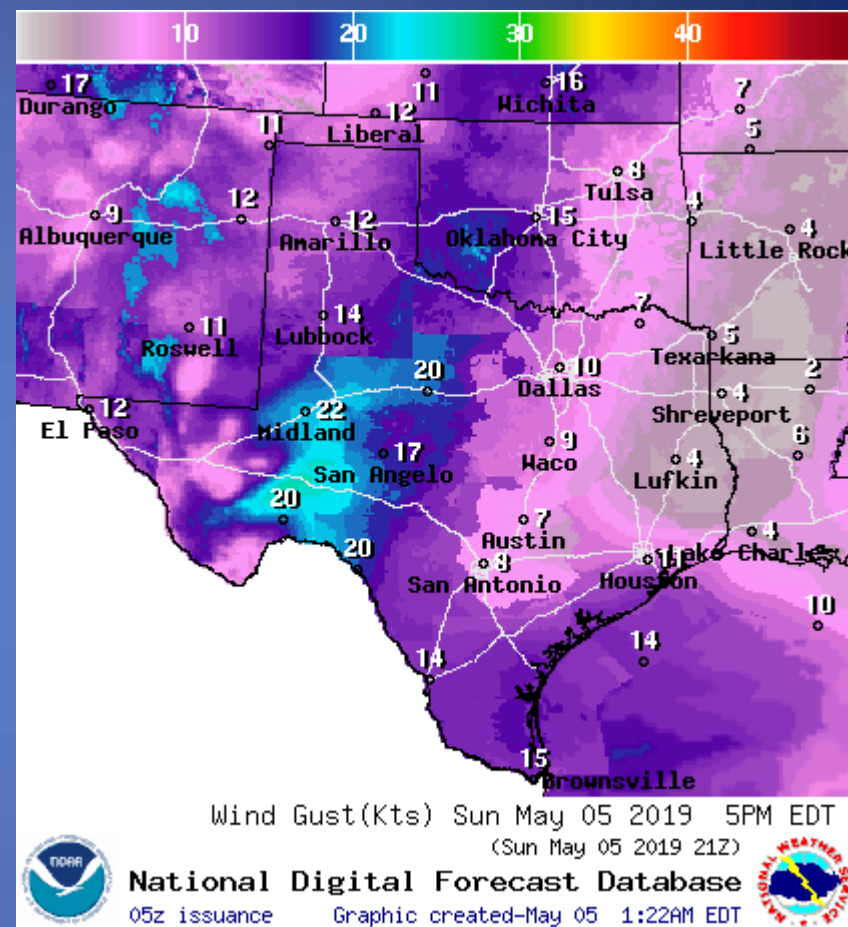 10 20 30 40
17 Durango
11
16 Wichita
7
12 Liberal
5
11
8 Tulsa
9 Albuquerque
12
12 Amarillo
15 Oklahoma City
4
4 Little Rock
11 Roswell
14 Lubbock
7
5 Texarkana
10 Dallas
20
4 Shreveport
2
12 El Paso
22 Midland
17 San Angelo
9 Waco
4 Lufkin
6
20
7 Austin
4 Lake Charles
20
8 San Antonio
11 Houston
10
14
14
15 Brownsville
Wind Gust(Kts) Sun May 05 2019 5PM EDT
(Sun May 05 2019 21Z)
NOAA
National Digital Forecast Database
05z issuance Graphic created-May 05 1:22AM EDT
NATIONAL WEATHER SERVICE